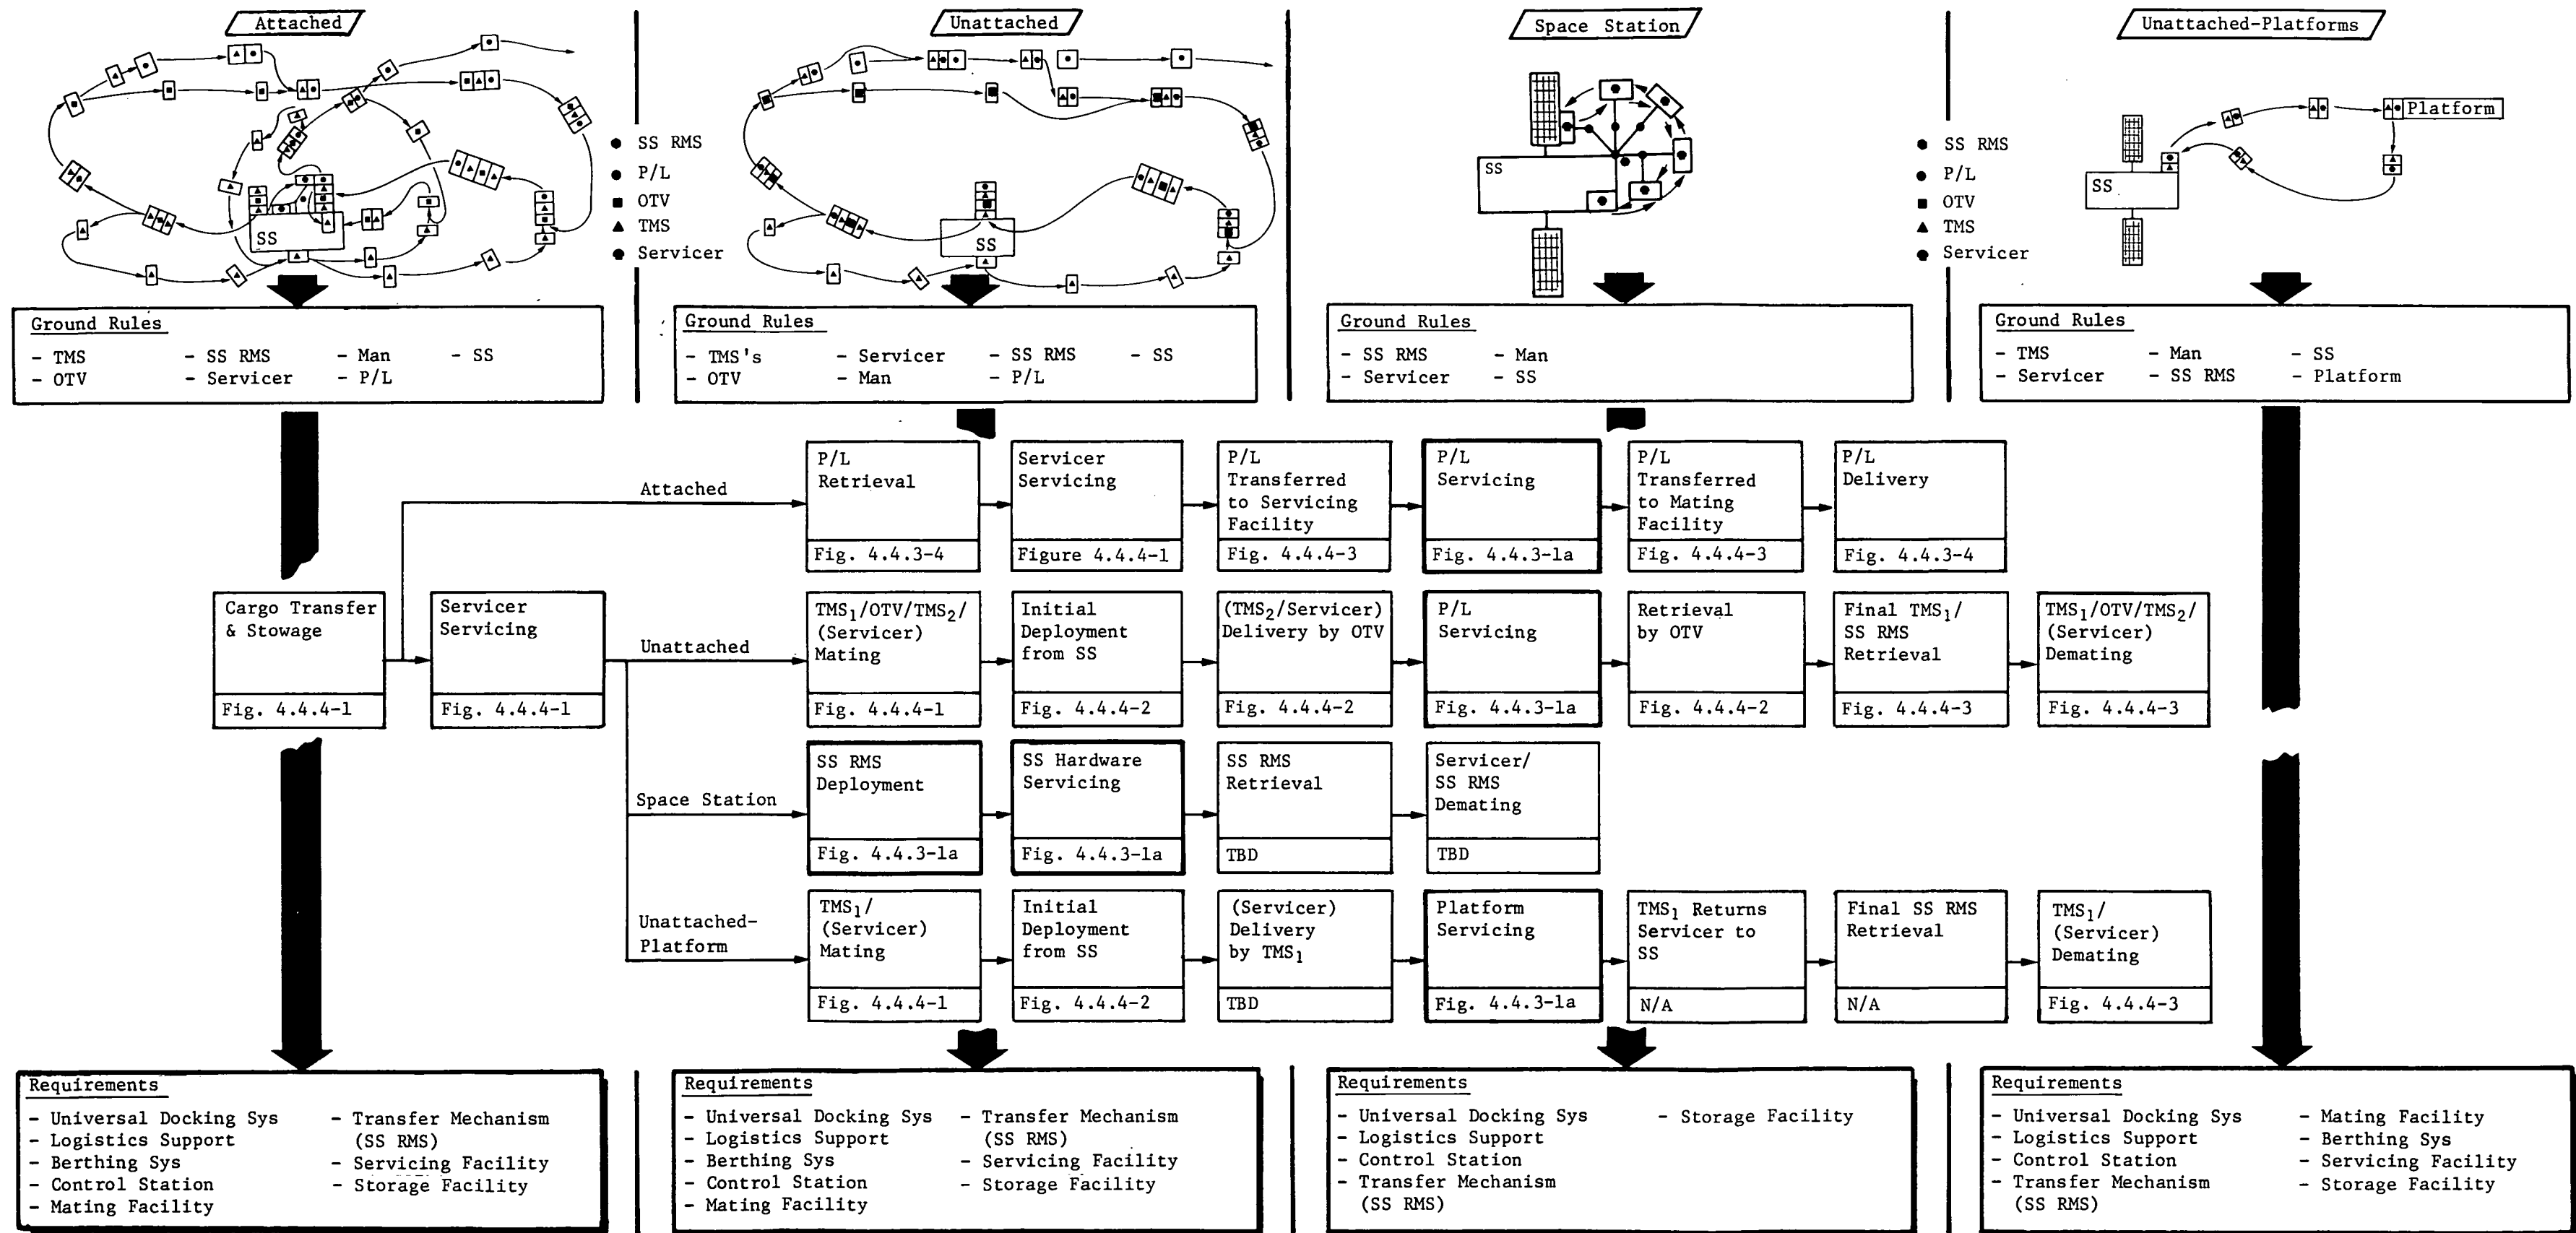 Attached
SS
SS RMS
P/L
OTV
TMS
Servicer
Unattached
SS
Space Station
SS
SS RMS
P/L
OTV
TMS
Servicer
Unattached-Platforms
Platform
SS
Ground Rules
- TMS - SS RMS - Man - SS
- OTV - Servicer - P/L
Ground Rules
- TMS's - Servicer - SS RMS - SS
- OTV - Man - P/L
Ground Rules
- SS RMS - Man
- Servicer - SS
Ground Rules
- TMS - Man - SS
- Servicer - SS RMS - Platform
Cargo Transfer
& Stowage
Fig. 4.4.4-1
Servicer
Servicing
Fig. 4.4.4-1
Attached
P/L
Retrieval
Fig. 4.4.3-4
Servicer
Servicing
Figure 4.4.4-1
P/L
Transferred
to Servicing
Facility
Fig. 4.4.4-3
P/L
Servicing
Fig. 4.4.3-1a
P/L
Transferred
to Mating
Facility
Fig. 4.4.4-3
P/L
Delivery
Fig. 4.4.3-4
Unattached
TMS1/OTV/TMS2/
(Servicer)
Mating
Fig. 4.4.4-1
Initial
Deployment
from SS
Fig. 4.4.4-2
(TMS2/Servicer)
Delivery by OTV
Fig. 4.4.4-2
P/L
Servicing
Fig. 4.4.3-1a
Retrieval
by OTV
Fig. 4.4.4-2
Final TMS1/
SS RMS
Retrieval
Fig. 4.4.4-3
TMS1/OTV/TMS2/
(Servicer)
Demating
Fig. 4.4.4-3
Space Station
SS RMS
Deployment
Fig. 4.4.3-1a
SS Hardware
Servicing
Fig. 4.4.3-1a
SS RMS
Retrieval
TBD
Servicer/
SS RMS
Demating
TBD
Unattached-
Platform
TMS1/
(Servicer)
Mating
Fig. 4.4.4-1
Initial
Deployment
from SS
Fig. 4.4.4-2
(Servicer)
Delivery
by TMS1
TBD
Platform
Servicing
Fig. 4.4.3-1a
TMS1 Returns
Servicer to
SS
N/A
Final SS RMS
Retrieval
N/A
TMS1/
(Servicer)
Demating
Fig. 4.4.4-3
Requirements
- Universal Docking Sys - Transfer Mechanism
- Logistics Support (SS RMS)
- Berthing Sys - Servicing Facility
- Control Station - Storage Facility
- Mating Facility
Requirements
- Universal Docking Sys - Transfer Mechanism
- Logistics Support (SS RMS)
- Berthing Sys - Servicing Facility
- Control Station - Storage Facility
- Mating Facility
Requirements
- Universal Docking Sys - Storage Facility
- Logistics Support
- Control Station
- Transfer Mechanism
(SS RMS)
Requirements
- Universal Docking Sys - Mating Facility
- Logistics Support - Berthing Sys
- Control Station - Servicing Facility
- Transfer Mechanism - Storage Facility
(SS RMS)